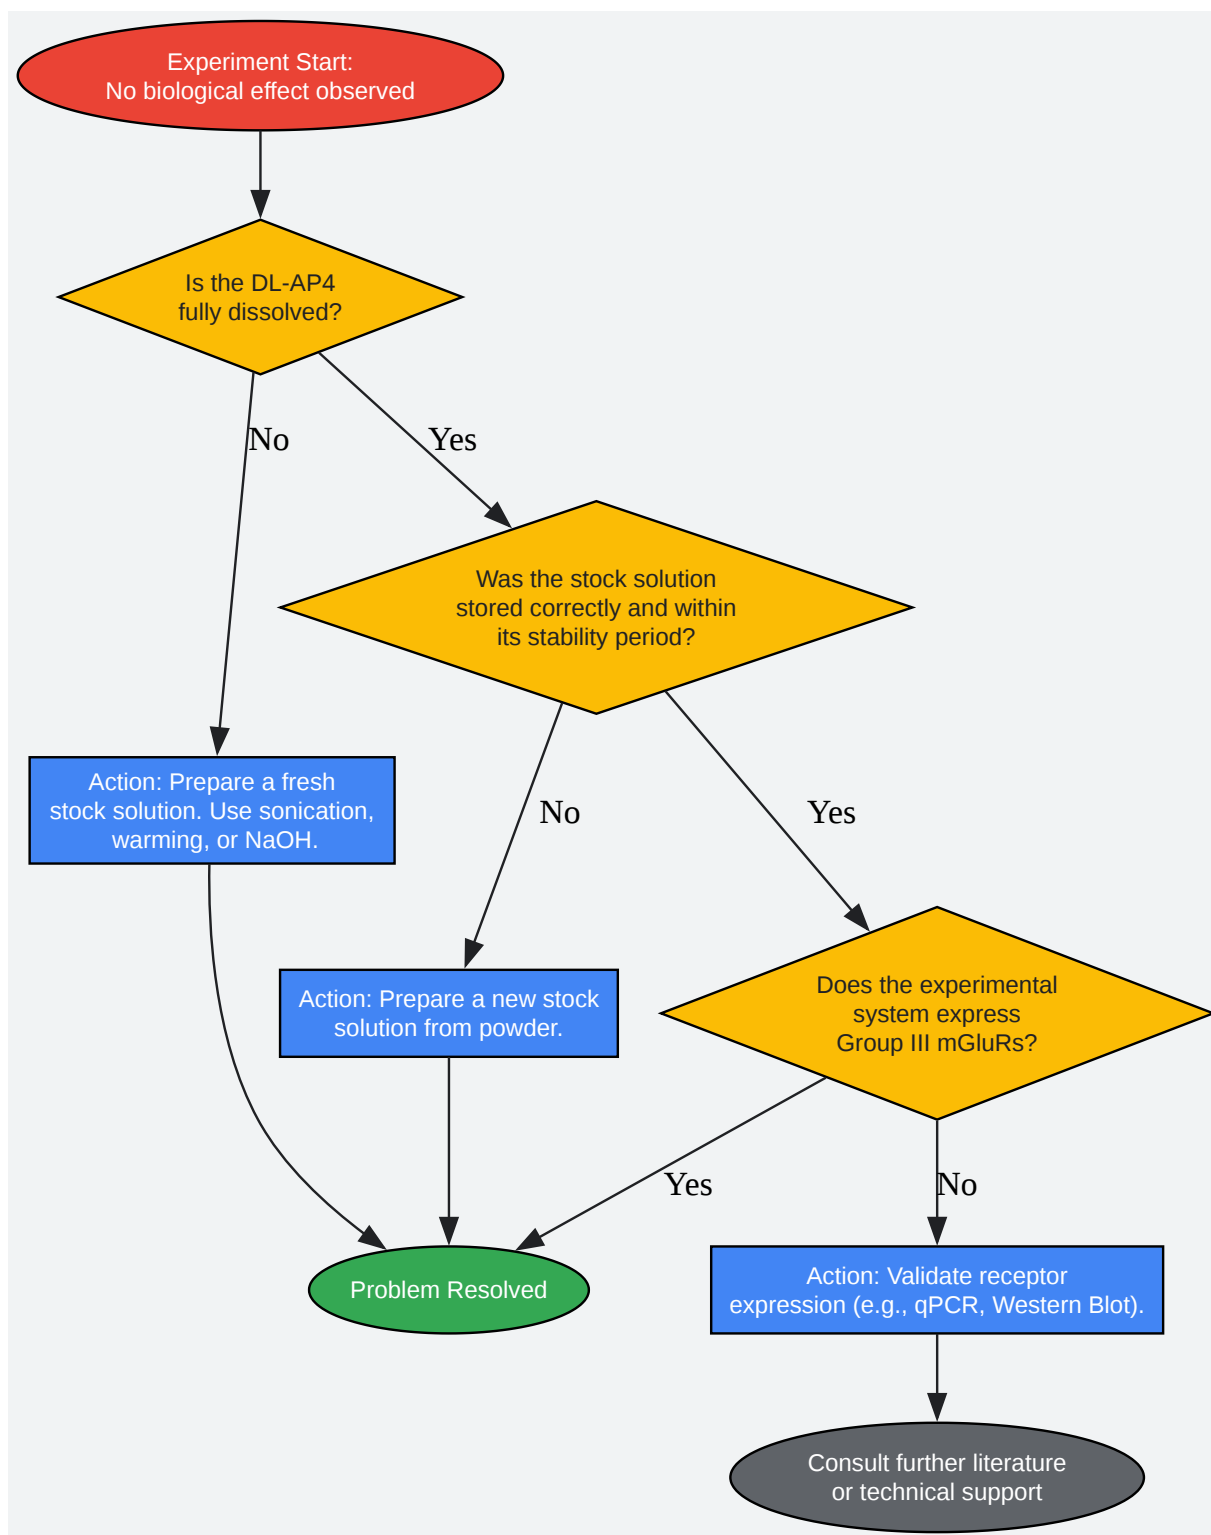 Experiment Start:
No biological effect observed
Is the DL-AP4
fully dissolved?
No
Yes
Was the stock solution
stored correctly and within
its stability period?
Action: Prepare a fresh
stock solution. Use sonication,
warming, or NaOH.
No
Yes
Action: Prepare a new stock
solution from powder.
Does the experimental
system express
Group III mGluRs?
Yes
No
Problem Resolved
Action: Validate receptor
expression (e.g., qPCR, Western Blot).
Consult further literature
or technical support